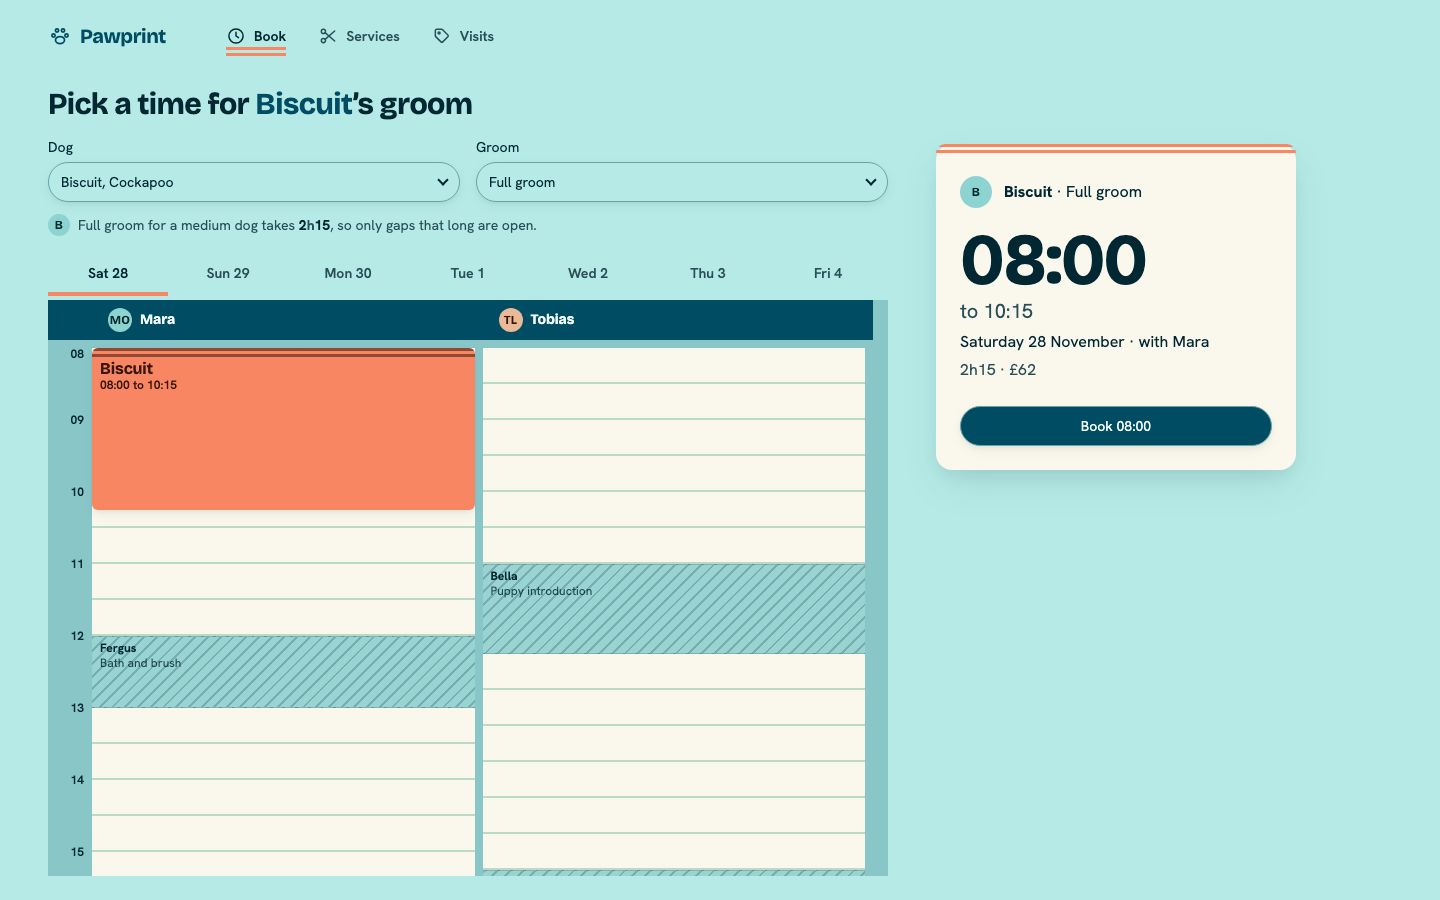 Pawprint
Book
Services
Visits
Pick a time for Biscuit's groom
Dog
Groom
Biscuit, Cockapoo
Full groom
B
Full groom for a medium dog takes 2h15, so only gaps that long are open.
Sat 28
Sun 29
Mon 30
Tue 1
Wed 2
Thu 3
Fri 4
MO
Mara
TL
Tobias
08
Biscuit
08:00 to 10:15
09
10
11
Bella
Puppy introduction
12
Fergus
Bath and brush
13
14
15
B
Biscuit · Full groom
08:00
to 10:15
Saturday 28 November · with Mara
2h15 · £62
Book 08:00